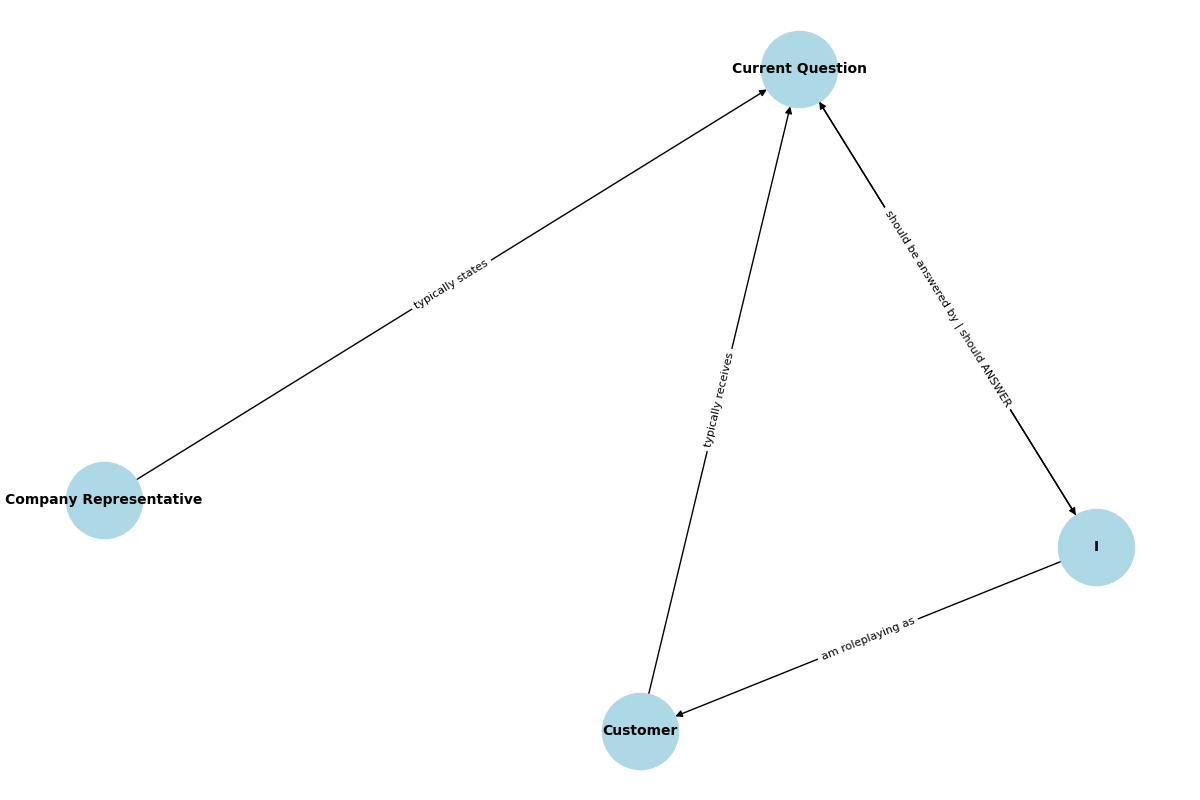 Current Question
typically states
should be answered by | should ANSWER
typically receives
Company Representative
I
am roleplaying as
Customer